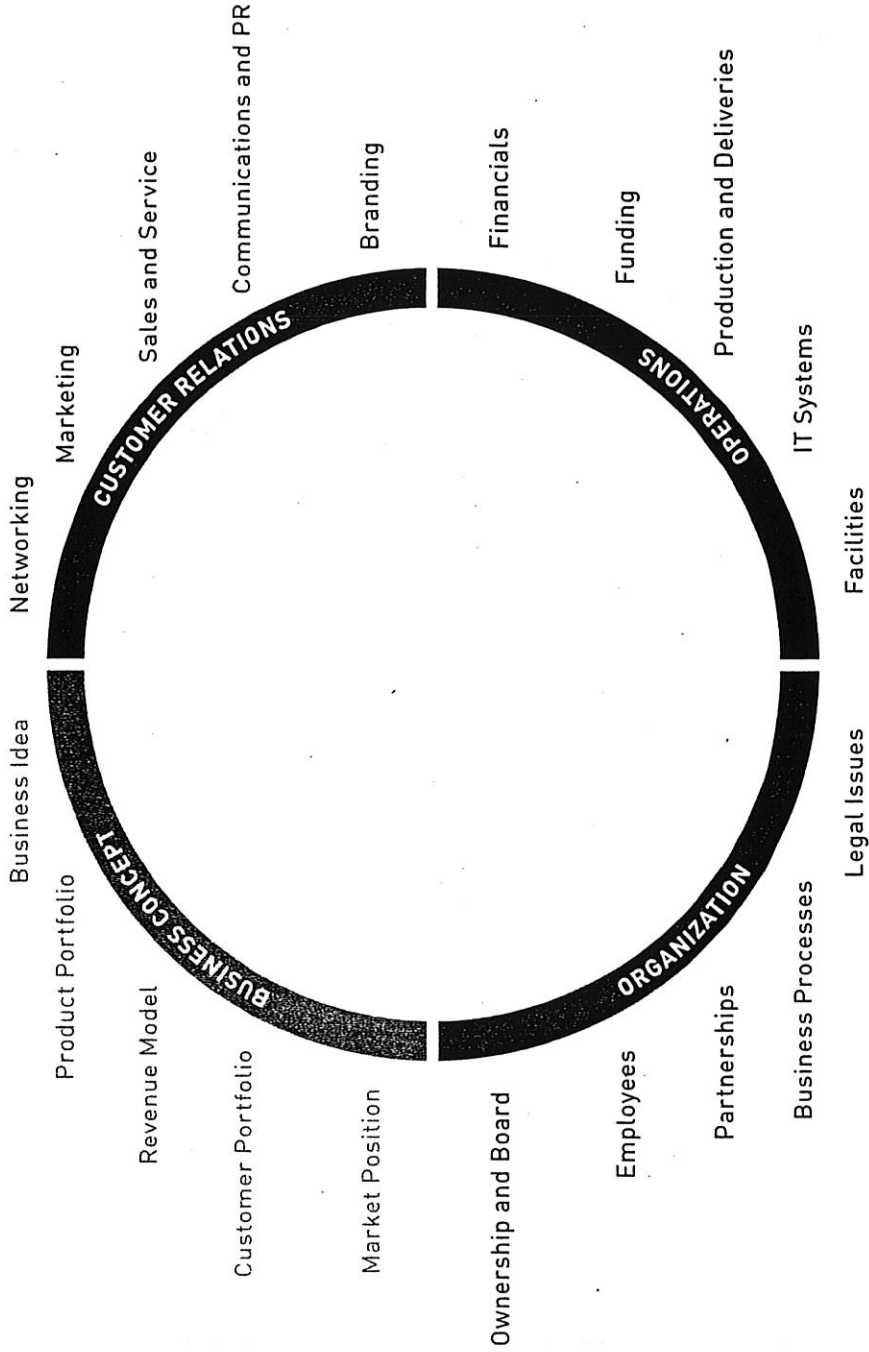 Business Idea
Product Portfolio
Revenue Model
Customer Portfolio
Market Position
BUSINESS CONCEPT
Networking
Marketing
Sales and Service
Communications and PR
Branding
CUSTOMER RELATIONS
Ownership and Board
Employees
Partnerships
Business Processes
Legal Issues
ORGANIZATION
Financials
Funding
Production and Deliveries
IT Systems
Facilities
OPERATIONS